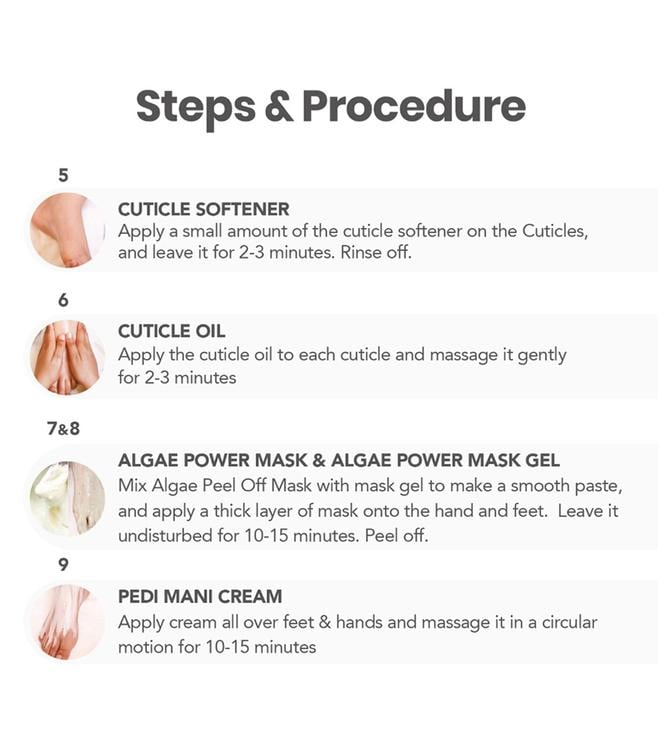 Steps & Procedure
5
CUTICLE SOFTENER
Apply a small amount of the cuticle softener on the Cuticles,
and leave it for 2-3 minutes. Rinse off.
6
CUTICLE OIL
Apply the cuticle oil to each cuticle and massage it gently
for 2-3 minutes
7&8
ALGAE POWER MASK & ALGAE POWER MASK GEL
Mix Algae Peel Off Mask with mask gel to make a smooth paste,
and apply a thick layer of mask onto the hand and feet. Leave it
undisturbed for 10-15 minutes. Peel off.
9
PEDI MANI CREAM
Apply cream all over feet & hands and massage it in a circular
motion for 10-15 minutes